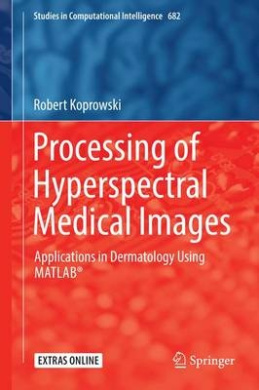 Studies in Computational Intelligence 682
Robert Koprowski
Processing of
Hyperspectral
Medical Images
Applications in Dermatology Using
MATLAB®
EXTRAS ONLINE
Springer